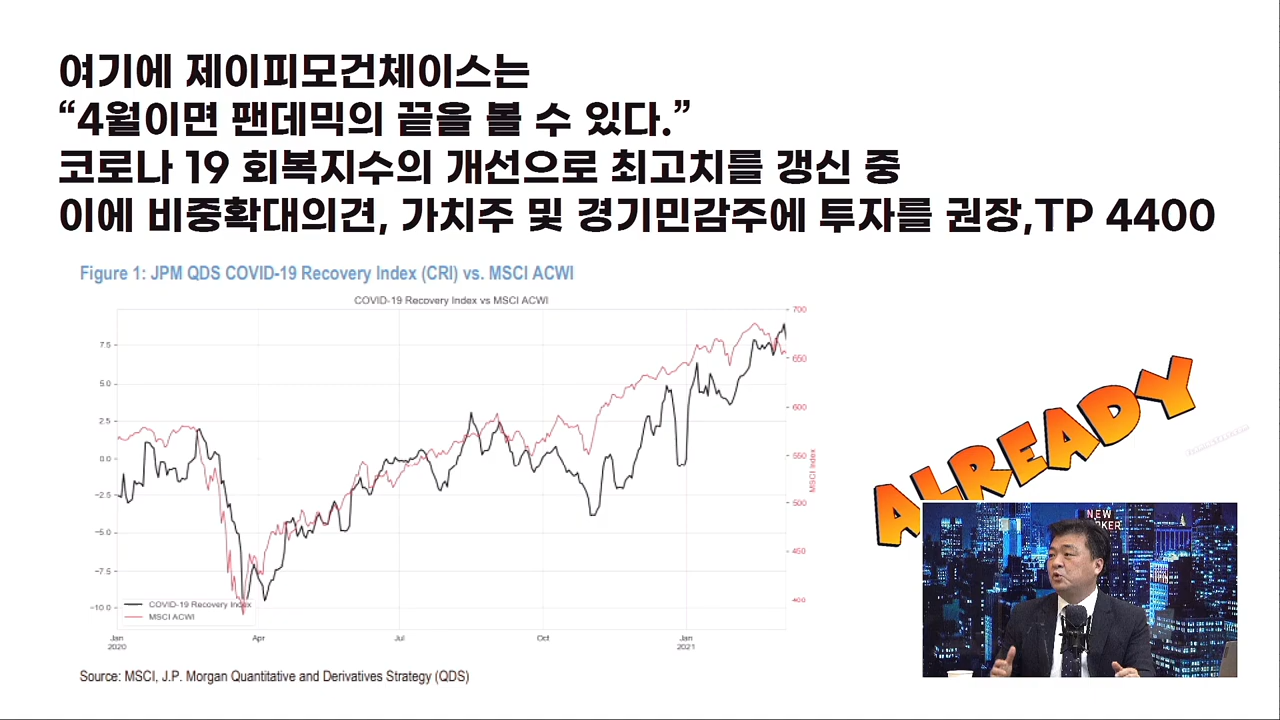 여기에 제이피모건체이스는
“4월이면 팬데믹의 끝을 볼 수 있다.”
코로나 19 회복지수의 개선으로 최고치를 갱신 중
이에 비중확대의견, 가치주 및 경기민감주에 투자를 권장,TP 4400
Figure 1: JPM QDS COVID-19 Recovery Index (CRI) vs. MSCI ACWI
COVID-19 Recovery Index vs MSCI ACWI
7.5
5.0
2.5
0.0
−2.5
−5.0
−7.5
−10.0
700
650
600
550
500
450
400
MSCI Index
COVID-19 Recovery Index
MSCI ACWI
Jan
2020
Apr
Jul
Oct
Jan
2021
Source: MSCI, J.P. Morgan Quantitative and Derivatives Strategy (QDS)
ALREADY
NEW